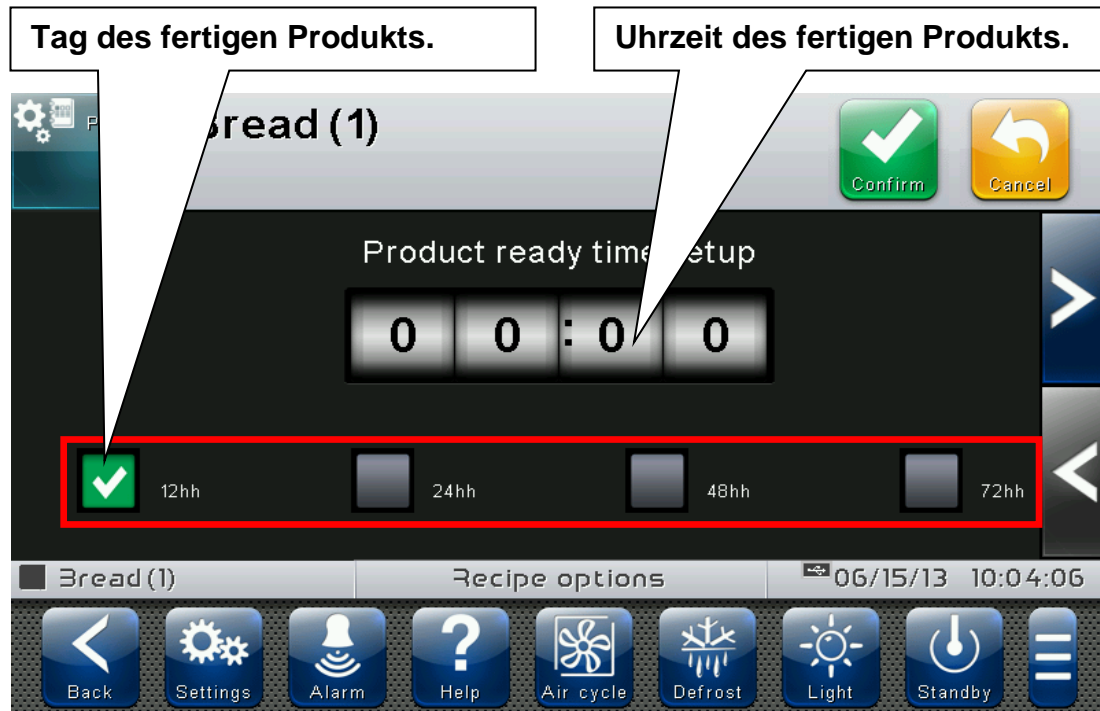 Tag des fertigen Produkts.
Uhrzeit des fertigen Produkts.
Bread (1)
Confirm
Cancel
Product ready time setup
0 0 : 0 0
12hh
24hh
48hh
72hh
Bread (1)
Recipe options
06/15/13 10:04:06
Back
Settings
Alarm
Help
Air cycle
Defrost
Light
Standby